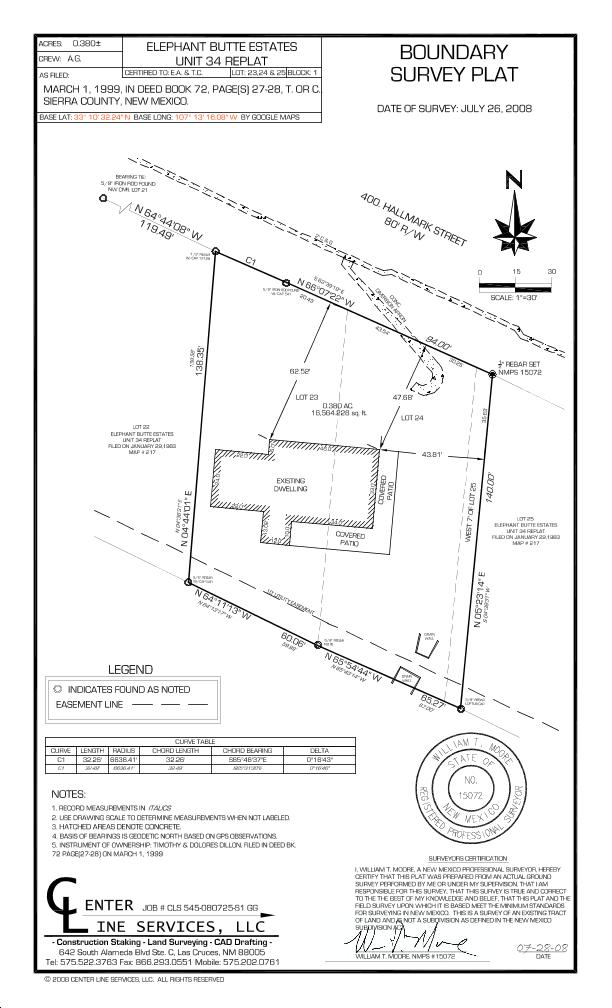 ACRES: 0.380±
CREW: A.G.
AS FILED:
ELEPHANT BUTTE ESTATES
UNIT 34 REPLAT
CERTIFIED TO: E.A. & T.C. LOT: 23,24 & 25 BLOCK: 1
MARCH 1, 1999, IN DEED BOOK 72, PAGE(S) 27-28, T. OR C.
SIERRA COUNTY, NEW MEXICO.
BASE LAT: 33° 10' 32.24" N BASE LONG: 107° 13' 16.08" W BY GOOGLE MAPS
BOUNDARY
SURVEY PLAT
DATE OF SURVEY: JULY 26, 2008
BEARING TIE:
5/8" IRON ROD FOUND
N/W CNR. LOT 21
N 64°44'08" W
119.49'
400. HALLMARK STREET
80' R/W
N
0 15 30
SCALE: 1"=30'
C1
N 66°07'22" W
20.49
43.54
94.00'
30.25
CONC.
DIVERSION APRON
REBAR SET
NMPS 15072
138.35'
62.52'
LOT 23
0.380 AC.
16,564.228 sq. ft.
47.68'
LOT 24
43.81'
LOT 22
ELEPHANT BUTTE ESTATES
UNIT 34 REPLAT
FILED ON JANUARY 29,1963
MAP # 217
EXISTING
DWELLING
COVERED
PATIO
COVERED
PATIO
WEST 7' OF LOT 25
140.00'
LOT 25
ELEPHANT BUTTE ESTATES
UNIT 34 REPLAT
FILED ON JANUARY 29,1963
MAP # 217
N 04°44'01" E
N 05°23'14" E
10' UTILITY EASEMENT
N 64°11'13" W
60.06'
N 65°54'44" W
65.27'
LEGEND
INDICATES FOUND AS NOTED
EASEMENT LINE
CURVE TABLE
CURVE LENGTH RADIUS CHORD LENGTH CHORD BEARING DELTA
C1 32.26' 6636.41' 32.26' S65°46'37"E 0°16'43"
NOTES:
1. RECORD MEASUREMENTS IN ITALICS
2. USE DRAWING SCALE TO DETERMINE MEASUREMENTS WHEN NOT LABELED.
3. HATCHED AREAS DENOTE CONCRETE.
4. BASIS OF BEARINGS IS GEODETIC NORTH BASED ON GPS OBSERVATIONS.
5. INSTRUMENT OF OWNERSHIP: TIMOTHY & DOLORES DILLON, FILED IN DEED BK.
72 PAGE(27-28) ON MARCH 1, 1999
WILLIAM T. MOORE
STATE OF
NO.
15072
NEW MEXICO
REGISTERED PROFESSIONAL SURVEYOR
SURVEYORS CERTIFICATION
I, WILLIAM T. MOORE, A NEW MEXICO PROFESSIONAL SURVEYOR, HEREBY
CERTIFY THAT THIS PLAT WAS PREPARED FROM AN ACTUAL GROUND
SURVEY PERFORMED BY ME OR UNDER MY SUPERVISION, THAT I AM
RESPONSIBLE FOR THIS SURVEY, THAT THIS SURVEY IS TRUE AND CORRECT
TO THE THE BEST OF MY KNOWLEDGE AND BELIEF, THAT THIS PLAT AND THE
FIELD SURVEY UPON WHICH IT IS BASED MEET THE MINIMUM STANDARDS
FOR SURVEYING IN NEW MEXICO. THIS IS A SURVEY OF AN EXISTING TRACT
OF LAND AND NOT A SUBDIVISION AS DEFINED IN THE NEW MEXICO
SUBDIVISION ACT.
07-28-08
WILLIAM T. MOORE, NMPS #15072 DATE
CENTER JOB # CLS 545-080725-51 GG
LINE SERVICES, LLC.
- Construction Staking - Land Surveying - CAD Drafting -
642 South Alameda Blvd Ste. C, Las Cruces, NM 88005
Tel: 575.522.3763 Fax: 866.293.0551 Mobile: 575.202.0761
© 2008 CENTER LINE SERVICES, LLC. ALL RIGHTS RESERVED